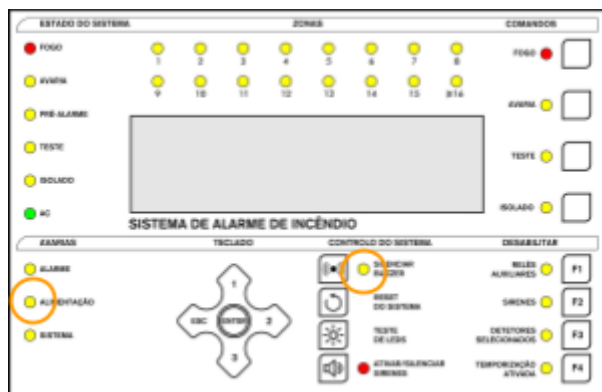 ESTADO DO SISTEMA
ZONAS
COMANDOS
FOGO
AVARIA
PRÉ-ALARME
TESTE
ISOLADO
AC
1 2 3 4 5 6 7 8
9 10 11 12 13 14 15 ≥16
FOGO
AVARIA
TESTE
ISOLADO
SISTEMA DE ALARME DE INCÊNDIO
AVARIAS
TECLADO
CONTROLO DO SISTEMA
DESABILITAR
ALARME
ALIMENTAÇÃO
SISTEMA
1
ESC ENTER 2
3
SILENCIAR
BUZZER
RESET
DO SISTEMA
TESTE
DE LEDS
ATIVAR/SILENCIAR
SIRENES
RELÉS
AUXILIARES
F1
SIRENES
F2
DETETORES
SELECIONADOS
F3
TEMPORIZAÇÃO
ATIVADA
F4